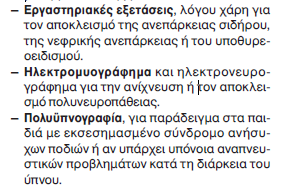 – Εργαστηριακές εξετάσεις, λόγου χάρη για
τον αποκλεισμό της ανεπάρκειας σιδήρου,
της νεφρικής ανεπάρκειας ή του υποθυρε-
οειδισμού.
– Ηλεκτρομυογράφημα και ηλεκτρονευρο-
γράφημα για την ανίχνευση ή τον αποκλει-
σμό πολυνευροπάθειας.
– Πολυϋπνογραφία, για παράδειγμα στα παι-
διά με εκσεσημασμένο σύνδρομο ανήσυ-
χων ποδιών ή αν υπάρχει υπόνοια αναπνευ-
στικών προβλημάτων κατά τη διάρκεια του
ύπνου.